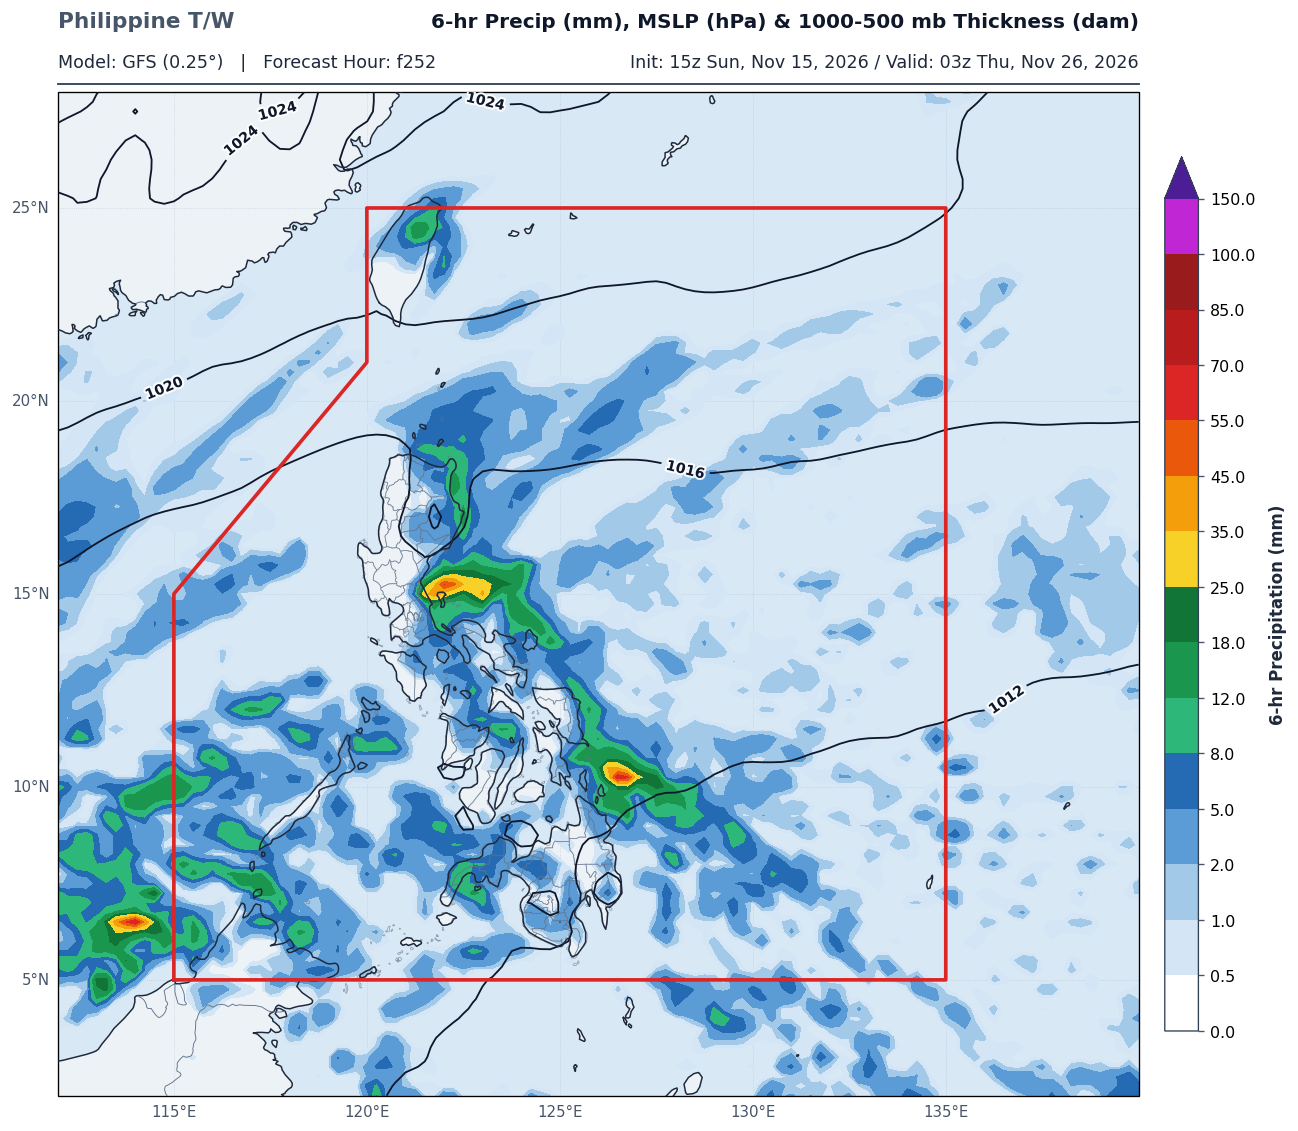 Philippine T/W
6-hr Precip (mm), MSLP (hPa) & 1000-500 mb Thickness (dam)
Model: GFS (0.25°) | Forecast Hour: f252
Init: 15z Sun, Nov 15, 2026 / Valid: 03z Thu, Nov 26, 2026
1024
1024
1024
1020
1016
1012
25°N
20°N
15°N
10°N
5°N
115°E
120°E
125°E
130°E
135°E
150.0
100.0
85.0
70.0
55.0
45.0
35.0
25.0
18.0
12.0
8.0
5.0
2.0
1.0
0.5
0.0
6-hr Precipitation (mm)